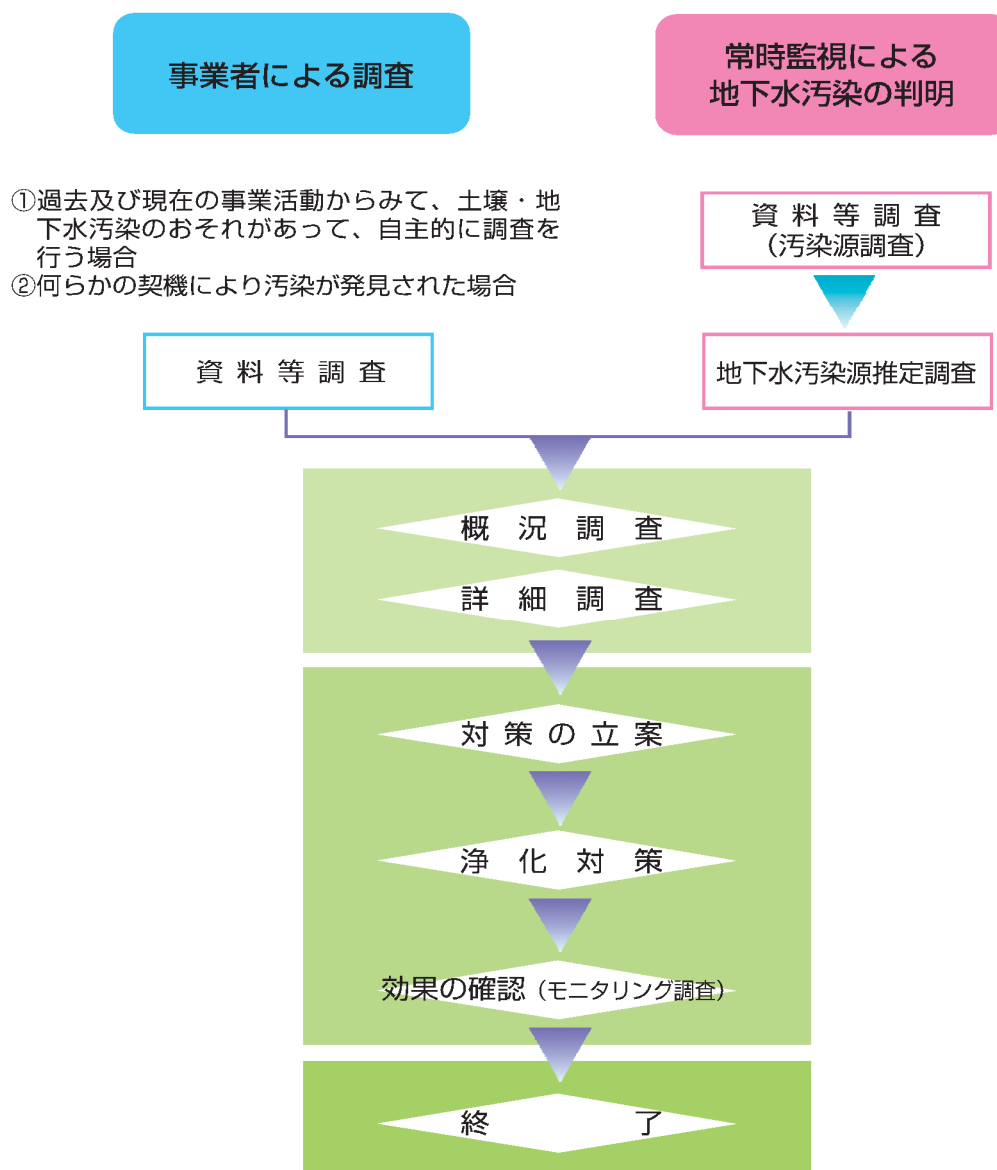 事業者による調査
常時監視による
地下水汚染の判明
①過去及び現在の事業活動からみて、土壌・地
下水汚染のおそれがあって、自主的に調査を
行う場合
②何らかの契機により汚染が発見された場合
資料等調査
資料等調査
(汚染源調査)
地下水汚染源推定調査
概況調査
詳細調査
対策の立案
浄化対策
効果の確認(モニタリング調査)
終了